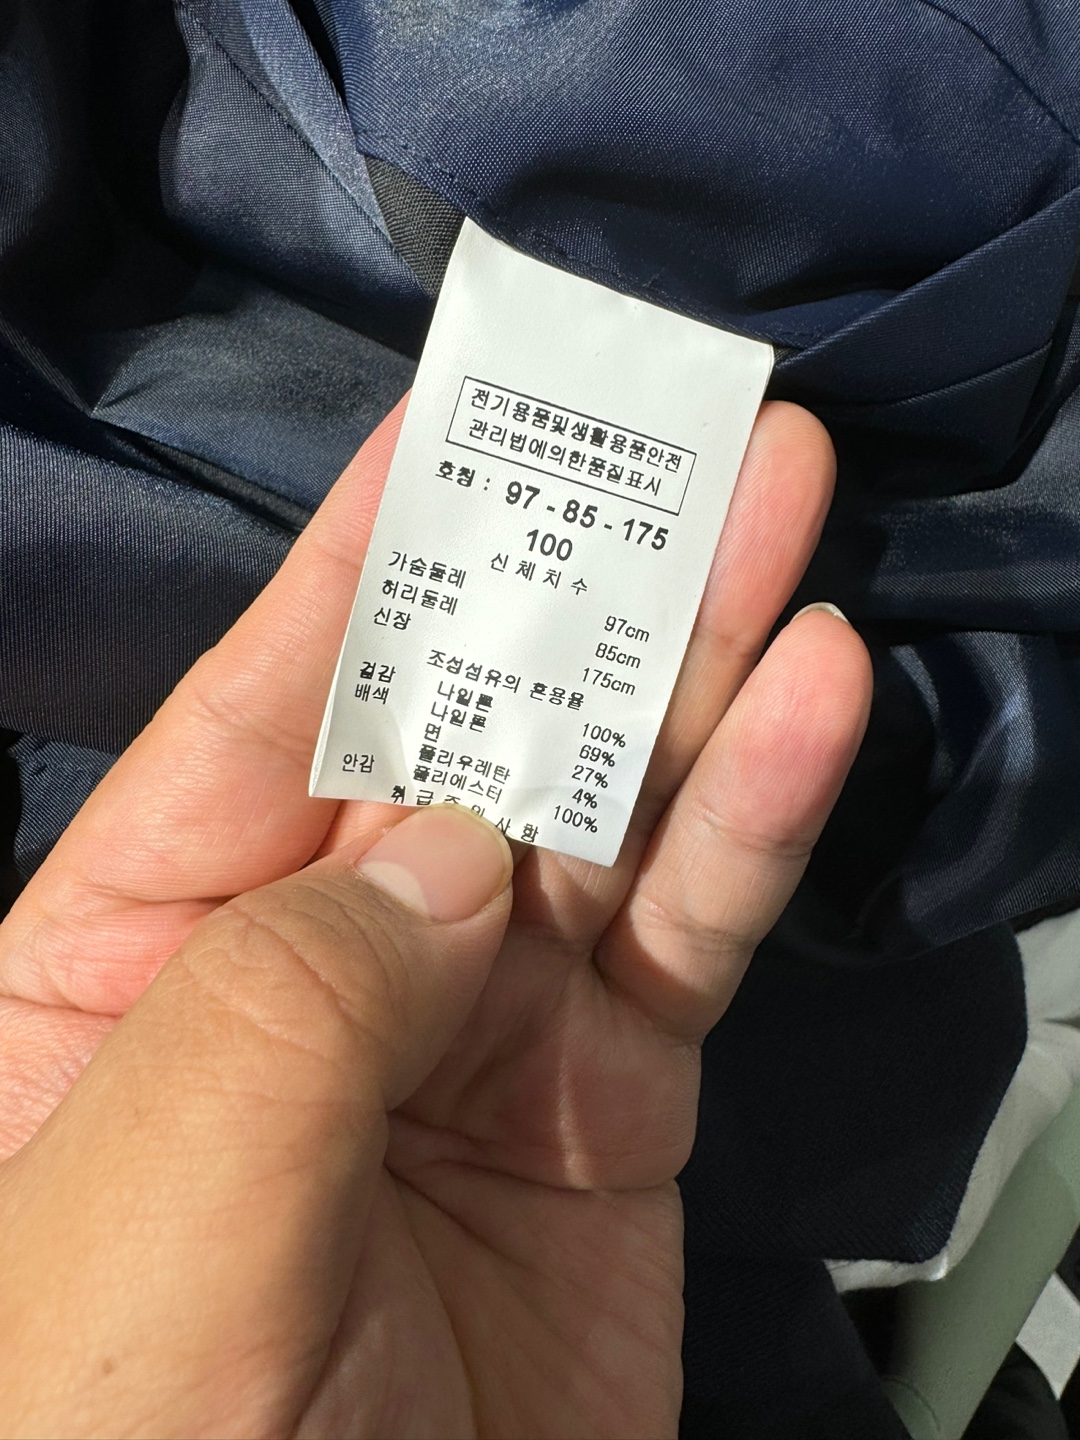 전기용품및생활용품안전
관리법에의한품질표시
호칭 : 97 - 85 - 175
100
신 체 치 수
가슴둘레 97cm
허리둘레 85cm
신장 175cm
조성섬유의 혼용율
겉감 나일론 100%
배색 나일론 69%
면 27%
폴리우레탄 4%
안감 폴리에스터 100%
취 급 주 의 사 항